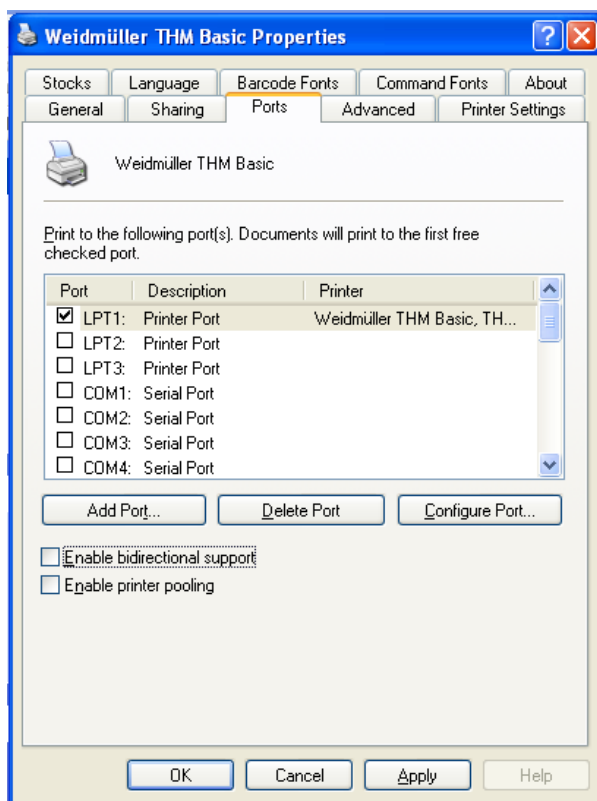 Weidmüller THM Basic Properties
Stocks Language Barcode Fonts Command Fonts About
General Sharing Ports Advanced Printer Settings
Weidmüller THM Basic
Print to the following port(s). Documents will print to the first free
checked port.
Port Description Printer
LPT1: Printer Port Weidmüller THM Basic, TH...
LPT2: Printer Port
LPT3: Printer Port
COM1: Serial Port
COM2: Serial Port
COM3: Serial Port
COM4: Serial Port
Add Port... Delete Port Configure Port...
Enable bidirectional support
Enable printer pooling
OK Cancel Apply Help